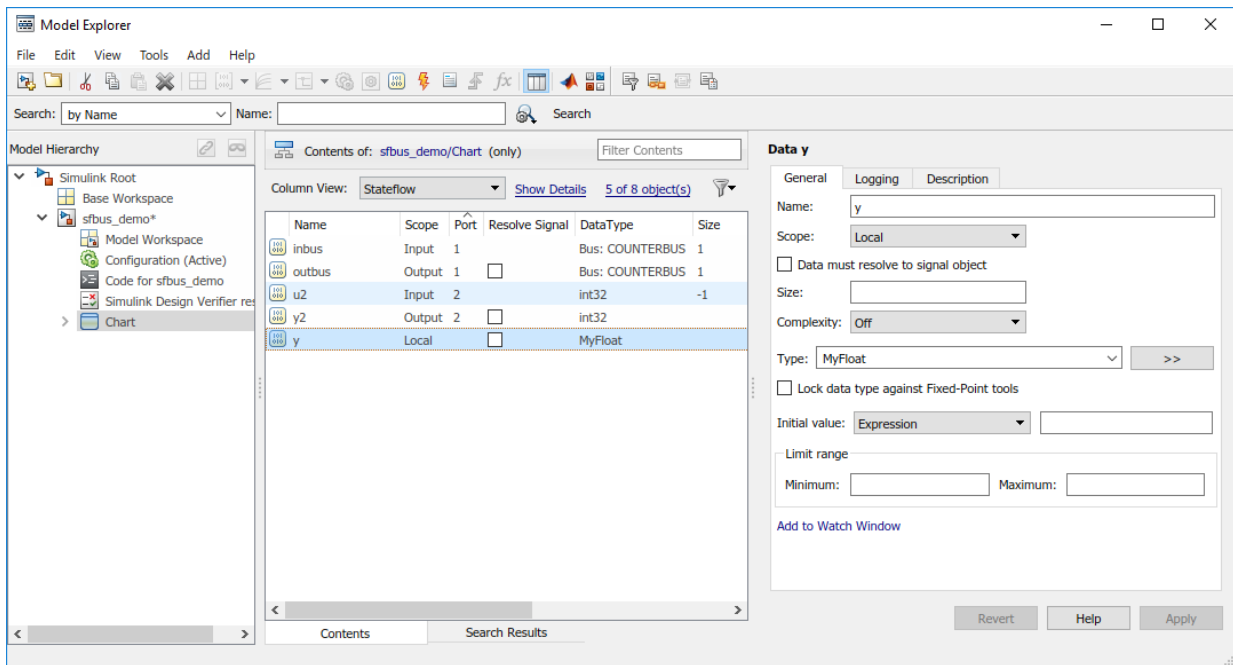 Model Explorer
File Edit View Tools Add Help
Search: by Name Name: Search
Model Hierarchy
Simulink Root
Base Workspace
sfbus_demo*
Model Workspace
Configuration (Active)
Code for sfbus_demo
Simulink Design Verifier res
Chart
Contents of: sfbus_demo/Chart (only) Filter Contents
Column View: Stateflow Show Details 5 of 8 object(s)
Name Scope Port Resolve Signal DataType Size
inbus Input 1 Bus: COUNTERBUS 1
outbus Output 1 Bus: COUNTERBUS 1
u2 Input 2 int32 -1
y2 Output 2 int32
y Local MyFloat
Contents Search Results
Data y
General Logging Description
Name: y
Scope: Local
Data must resolve to signal object
Size:
Complexity: Off
Type: MyFloat >>
Lock data type against Fixed-Point tools
Initial value: Expression
Limit range
Minimum: Maximum:
Add to Watch Window
Revert Help Apply